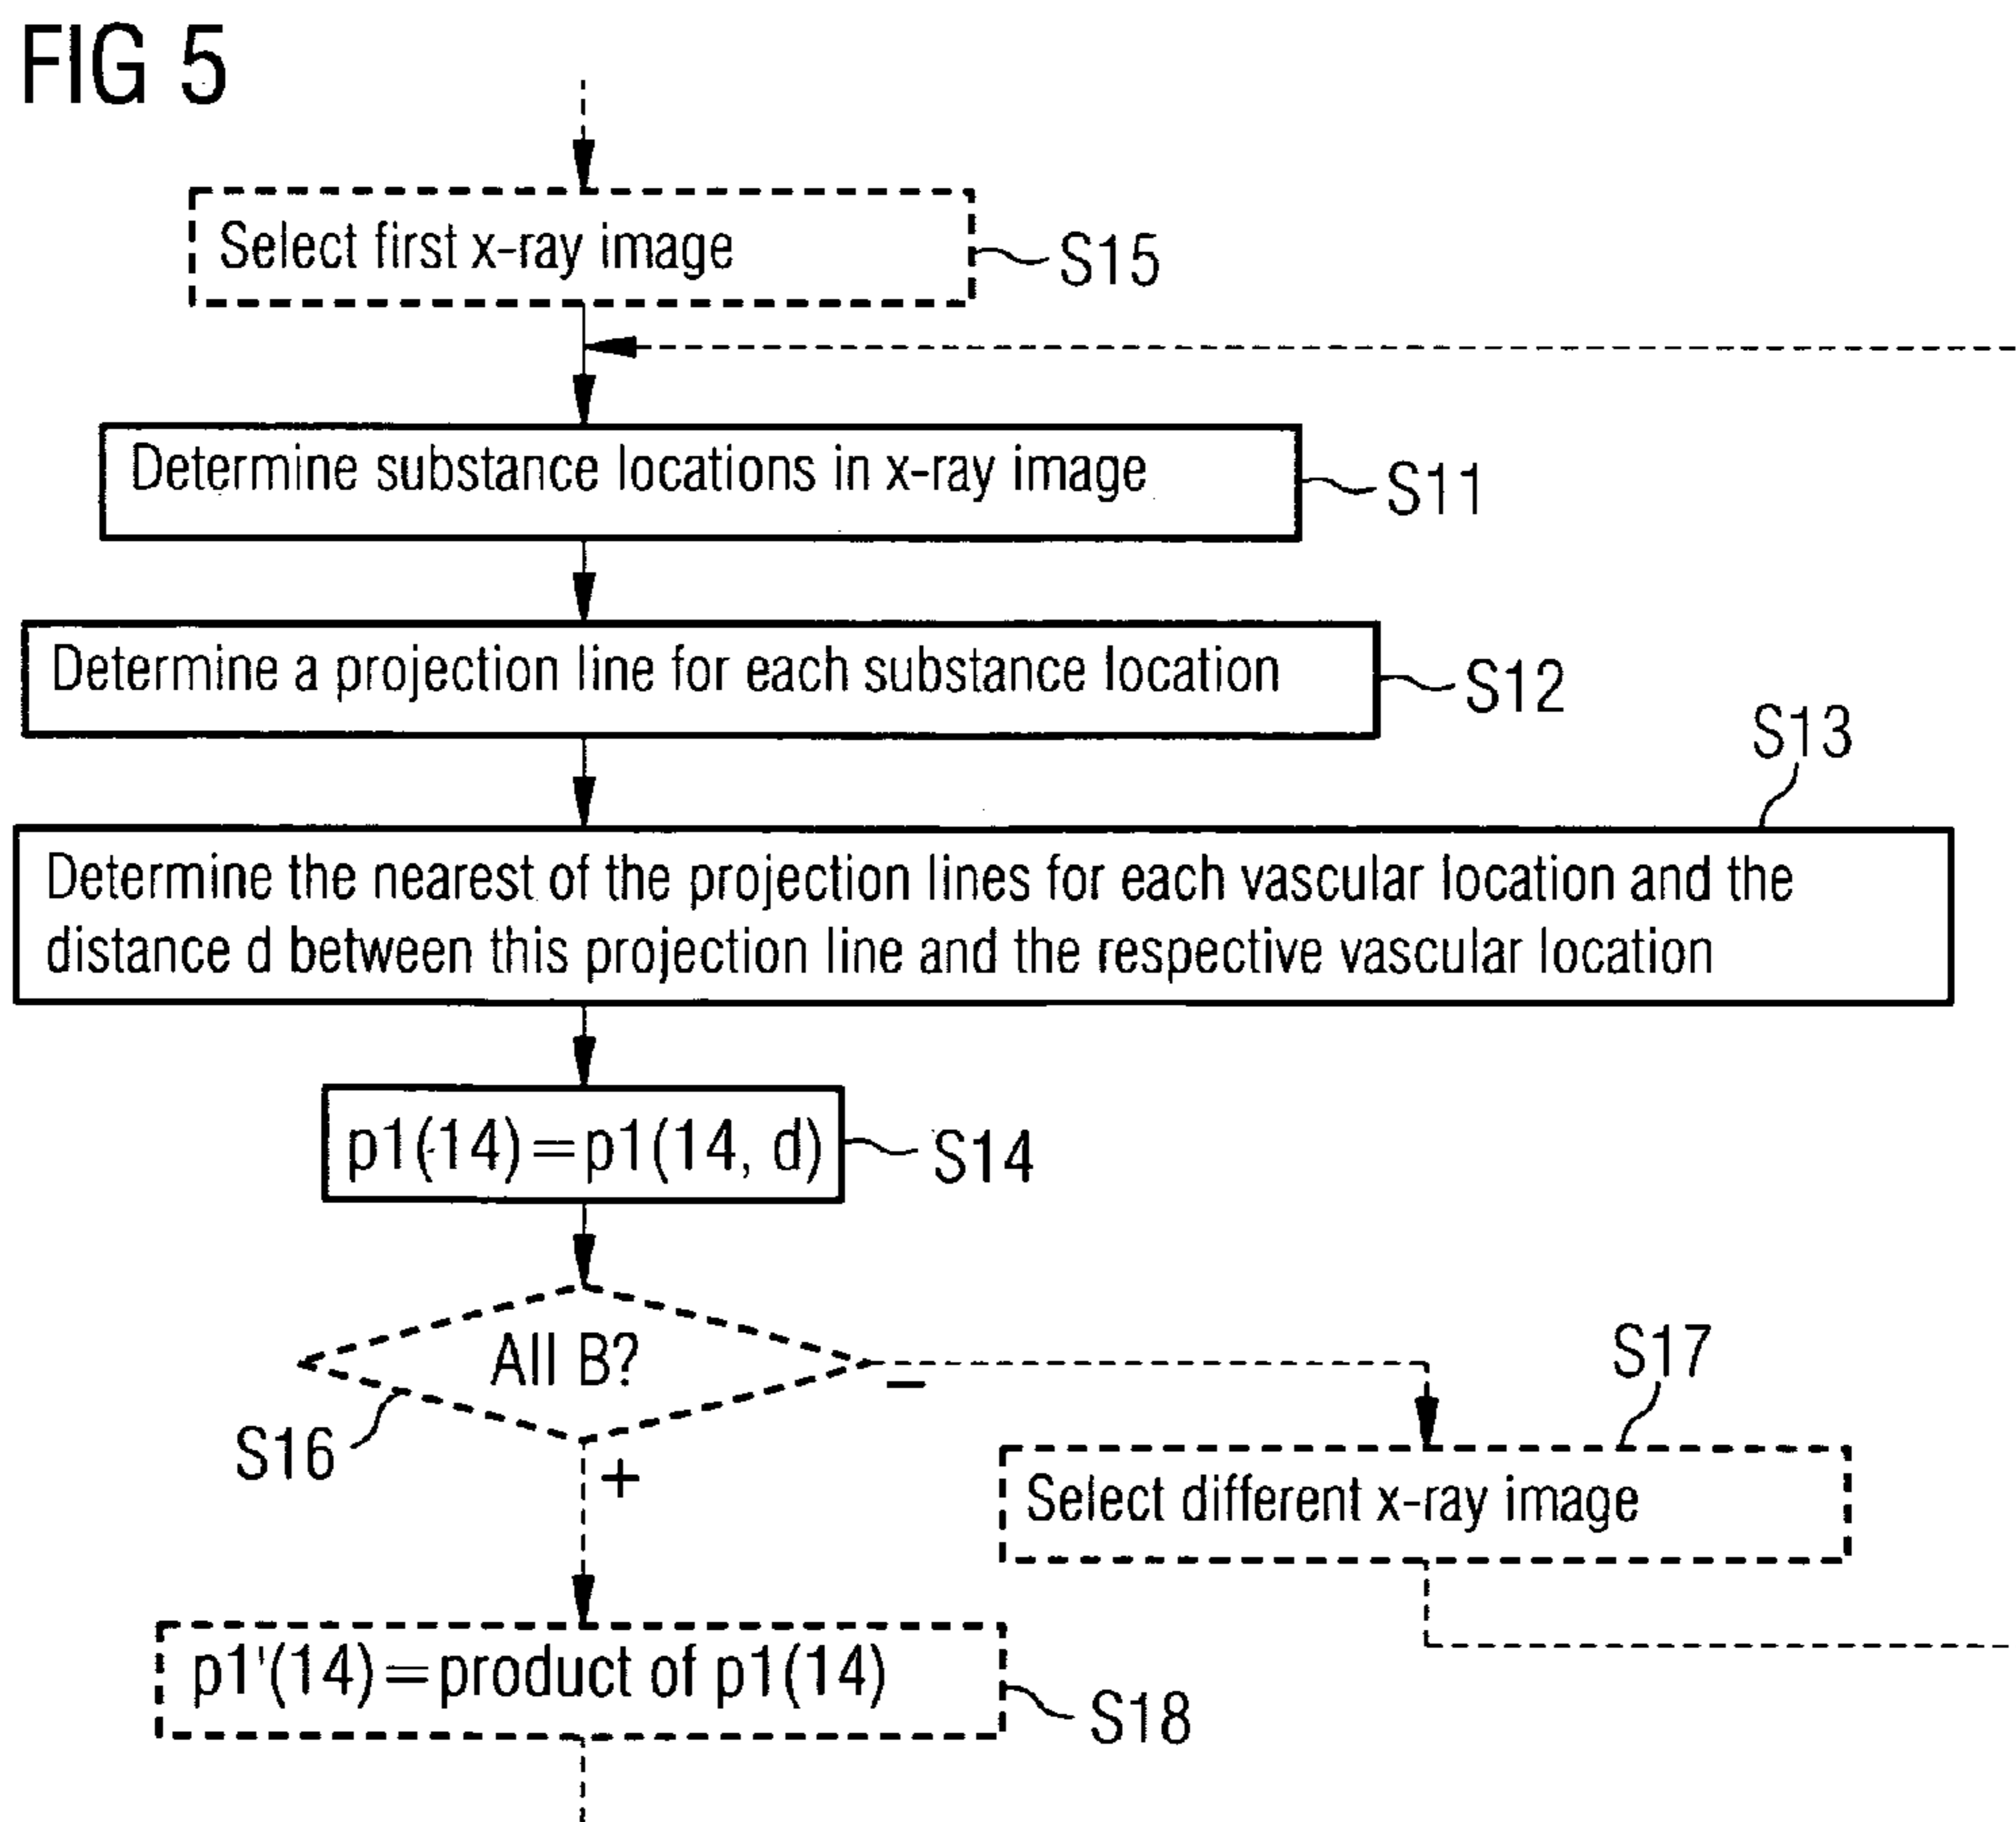 FIG 5
Select first x-ray image
S15
Determine substance locations in x-ray image
S11
Determine a projection line for each substance location
S12
S13
Determine the nearest of the projection lines for each vascular location and the
distance d between this projection line and the respective vascular location
p1(14)=p1(14, d)
S14
All B?
S16
–
+
S17
Select different x-ray image
p1'(14)=product of p1(14)
S18